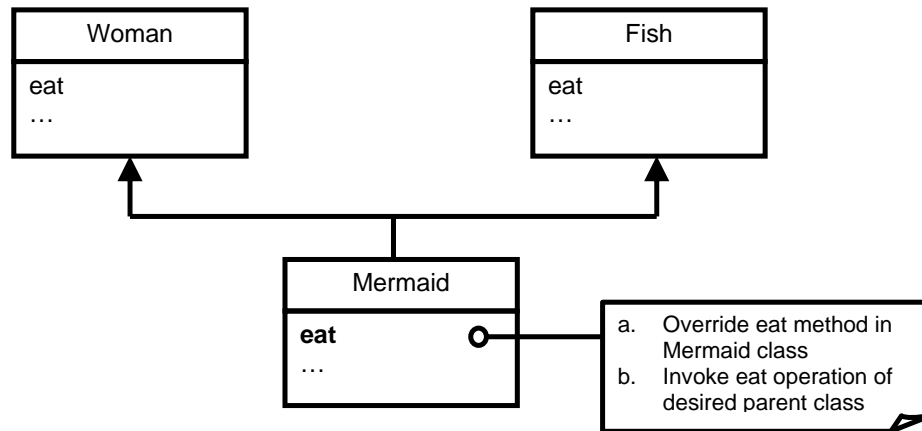 Woman
eat
…
Fish
eat
…
Mermaid
eat
…
a. Override eat method in
Mermaid class
b. Invoke eat operation of
desired parent class